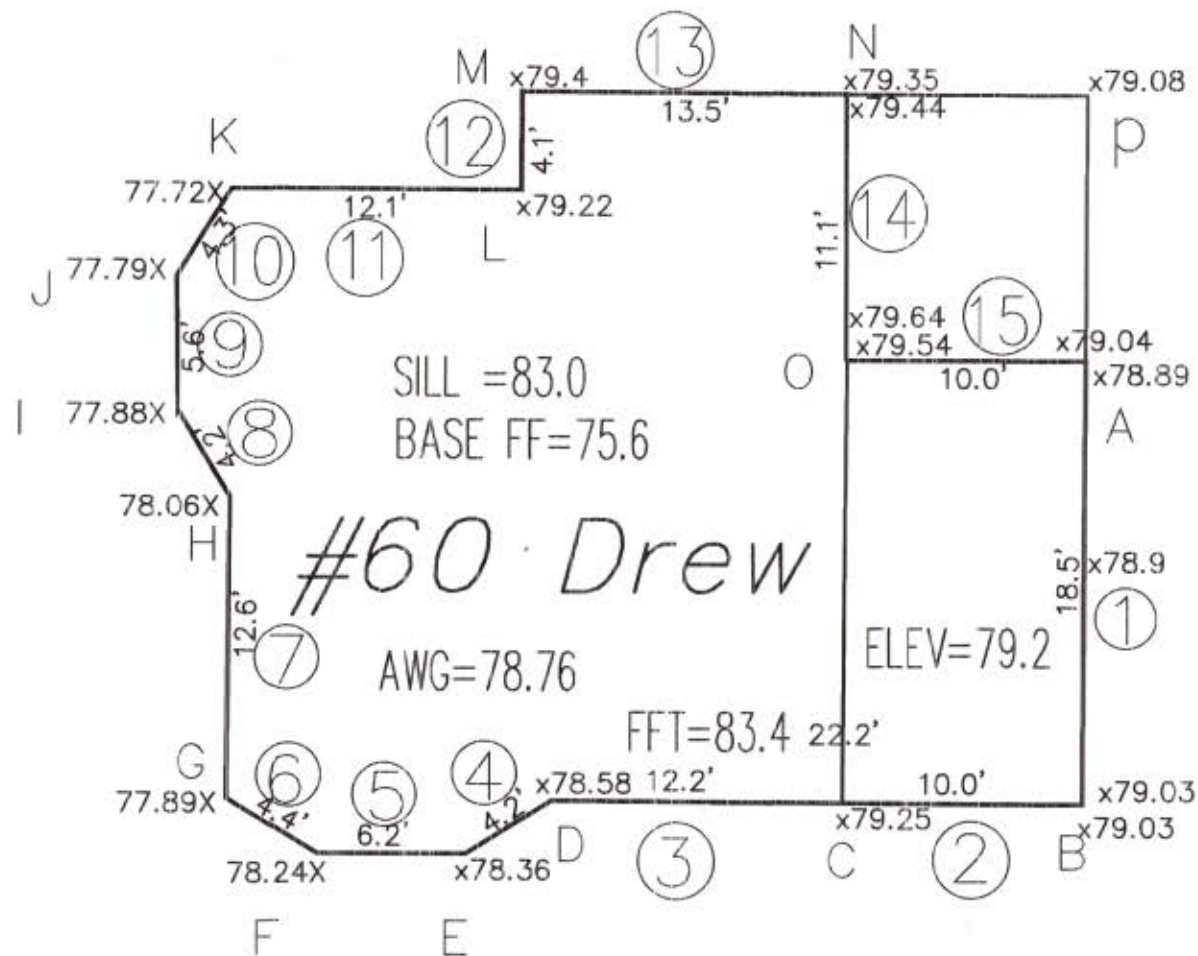 13
N
M
x79.4
x79.35
x79.08
13.5'
x79.44
P
12
4.1'
K
77.72X
12.1'
x79.22
14
11.1'
4.3'
10
11
L
77.79X
J
9
5.6'
x79.64
15
x79.54
x79.04
SILL =83.0
O
10.0'
x78.89
77.88X
I
8
4.2'
BASE FF=75.6
A
78.06X
H
#60 Drew
x78.9
18.5'
1
12.6'
7
AWG=78.76
ELEV=79.2
FFT=83.4
22.2'
G
6
5
4
77.89X
4.4'
6.2'
4.2'
x78.58
12.2'
10.0'
x79.03
x79.25
x79.03
78.24X
x78.36
D
3
C
2
B
F
E